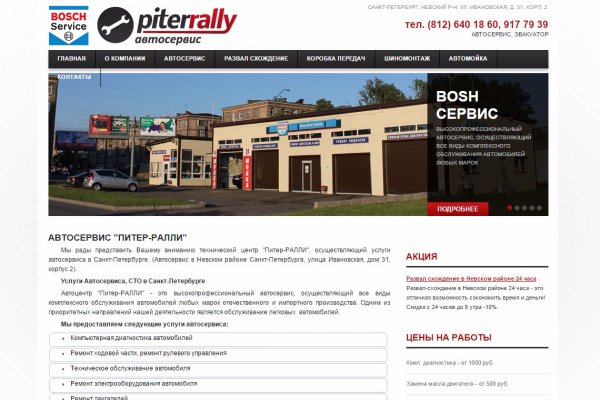 BOSCH
Service
piterrally
автосервис
САНКТ-ПЕТЕРБУРГ, НЕВСКИЙ Р-Н, УЛ. ИВАНОВСКАЯ, Д. 31, КОРП. 2
тел. (812) 640 18 60, 917 79 39
АВТОСЕРВИС, ЭВАКУАТОР
ГЛАВНАЯ О КОМПАНИИ АВТОСЕРВИС РАЗВАЛ СХОЖДЕНИЕ КОРОБКА ПЕРЕДАЧ ШИНОМОНТАЖ АВТОМОЙКА
КОНТАКТЫ
BOSH
СЕРВИС
ВЫСОКОПРОФЕССИОНАЛЬНЫЙ
АВТОСЕРВИС, ОСУЩЕСТВЛЯЮЩИЙ
ВСЕ ВИДЫ КОМПЛЕКСНОГО
ОБСЛУЖИВАНИЯ АВТОМОБИЛЕЙ
ЛЮБЫХ МАРОК
ПОДРОБНЕЕ
АВТОСЕРВИС "ПИТЕР-РАЛЛИ"
Мы рады представить Вашему вниманию технический центр "Питер-РАЛЛИ", осуществляющий услуги
автосервиса в Санкт-Петербурге. (Автосервис в Невском районе Санкт-Петербурга, улица Ивановская, дом 31,
корпус 2).
Услуги Автосервиса, СТО в Санкт-Петербурге
Автоцентр "Питер-РАЛЛИ" - это высокопрофессиональный автосервис, осуществляющий все виды
комплексного обслуживания автомобилей любых марок отечественного и импортного производства. Одним из
приоритетных направлений нашей деятельности является обслуживание легковых автомобилей.
Мы предоставляем следующие услуги автосервиса:
Компьютерная диагностика автомобилей
Ремонт ходовой части, ремонт рулевого управления
Техническое обслуживание автомобиля
Ремонт электрооборудования автомобиля
Ремонт двигателей
АКЦИЯ
Развал схождение в Невском районе 24 часа
Развал-схождение в Невском районе 24 часа - это
отличная возможность сэкономить время и деньги!
Скидка с 24 часов до 8 утра -10%
ЦЕНЫ НА РАБОТЫ
Комп. диагностика - от 1000 руб.
Замена масла двигателя - от 500 руб.